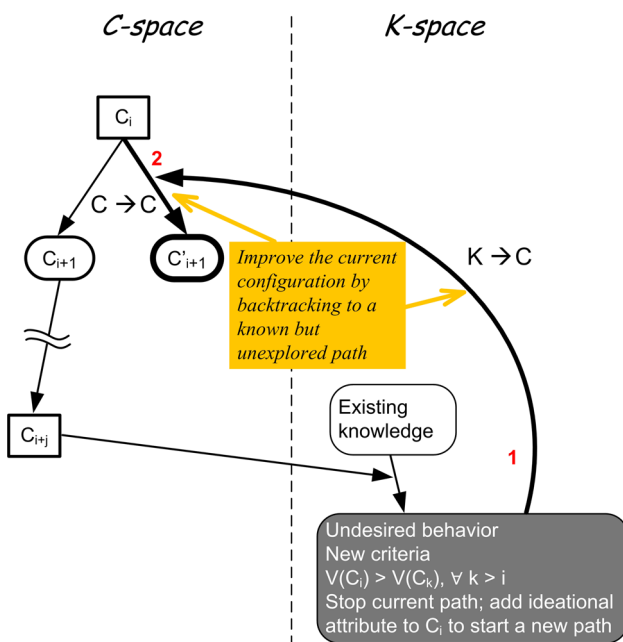 C-space
K-space
Cᵢ
2
C → C
Cᵢ₊₁
C'ᵢ₊₁
K → C
Improve the current
configuration by
backtracking to a
known but
unexplored path
Existing
knowledge
Cᵢ₊ⱼ
1
Undesired behavior
New criteria
V(Cᵢ) > V(Cₖ), ∀ k > i
Stop current path; add ideational
attribute to Cᵢ to start a new path